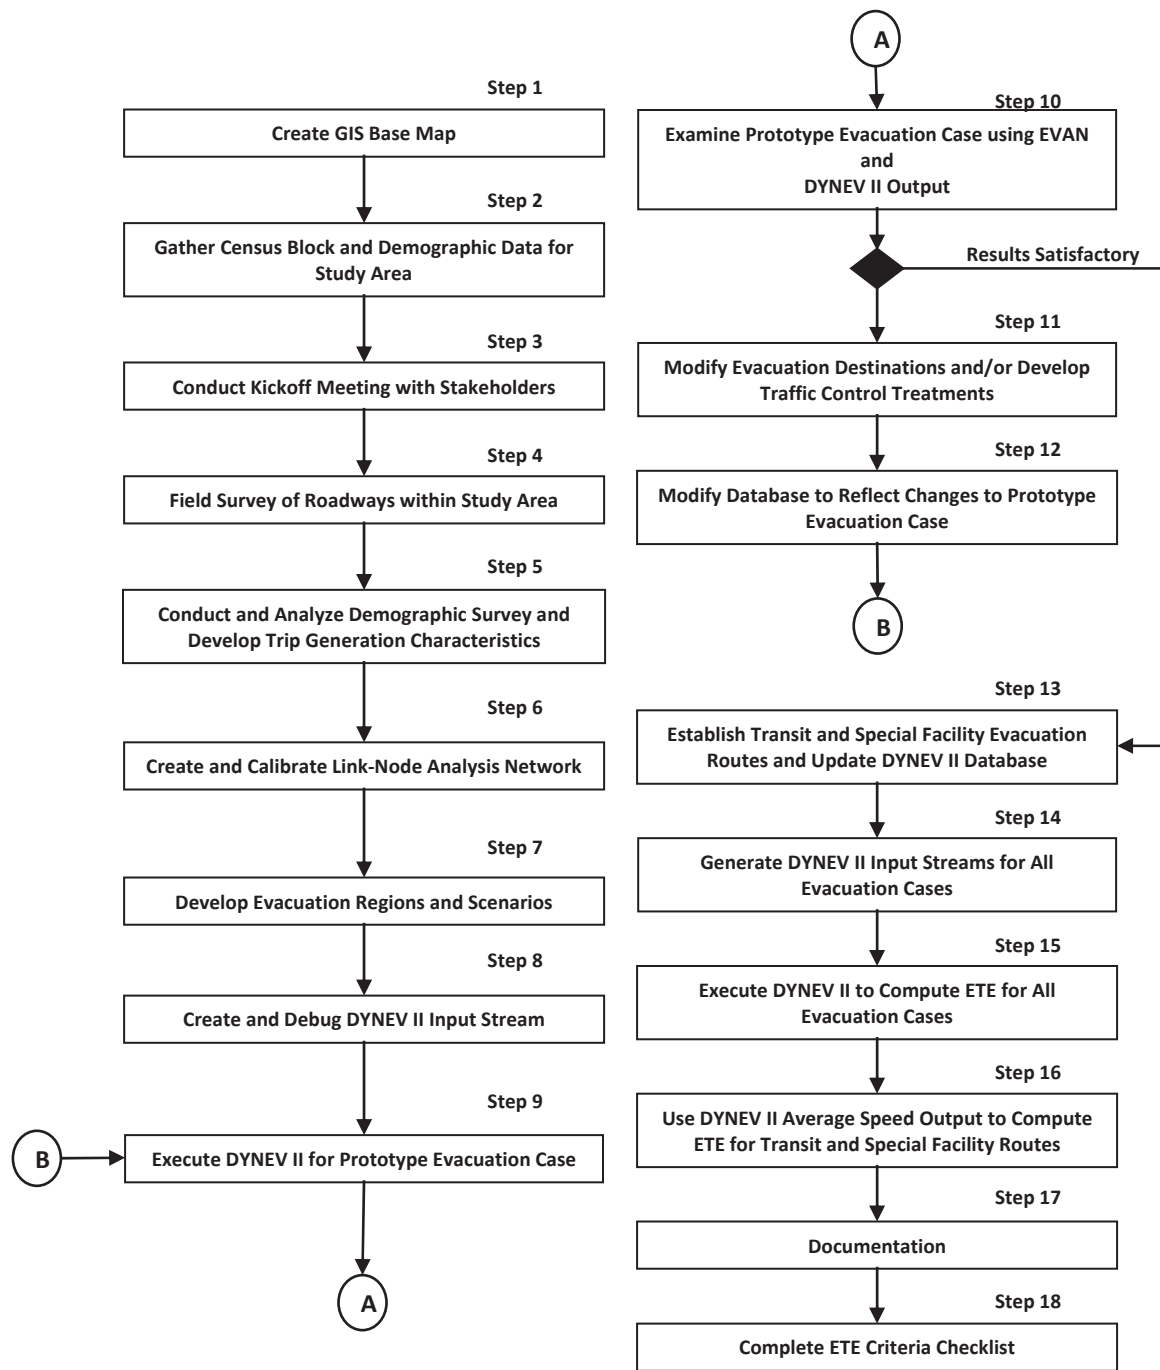 Step 1
Create GIS Base Map
Step 2
Gather Census Block and Demographic Data for
Study Area
Step 3
Conduct Kickoff Meeting with Stakeholders
Step 4
Field Survey of Roadways within Study Area
Step 5
Conduct and Analyze Demographic Survey and
Develop Trip Generation Characteristics
Step 6
Create and Calibrate Link-Node Analysis Network
Step 7
Develop Evacuation Regions and Scenarios
Step 8
Create and Debug DYNEV II Input Stream
Step 9
B
Execute DYNEV II for Prototype Evacuation Case
A
A
Step 10
Examine Prototype Evacuation Case using EVAN
and
DYNEV II Output
Results Satisfactory
Step 11
Modify Evacuation Destinations and/or Develop
Traffic Control Treatments
Step 12
Modify Database to Reflect Changes to Prototype
Evacuation Case
B
Step 13
Establish Transit and Special Facility Evacuation
Routes and Update DYNEV II Database
Step 14
Generate DYNEV II Input Streams for All
Evacuation Cases
Step 15
Execute DYNEV II to Compute ETE for All
Evacuation Cases
Step 16
Use DYNEV II Average Speed Output to Compute
ETE for Transit and Special Facility Routes
Step 17
Documentation
Step 18
Complete ETE Criteria Checklist